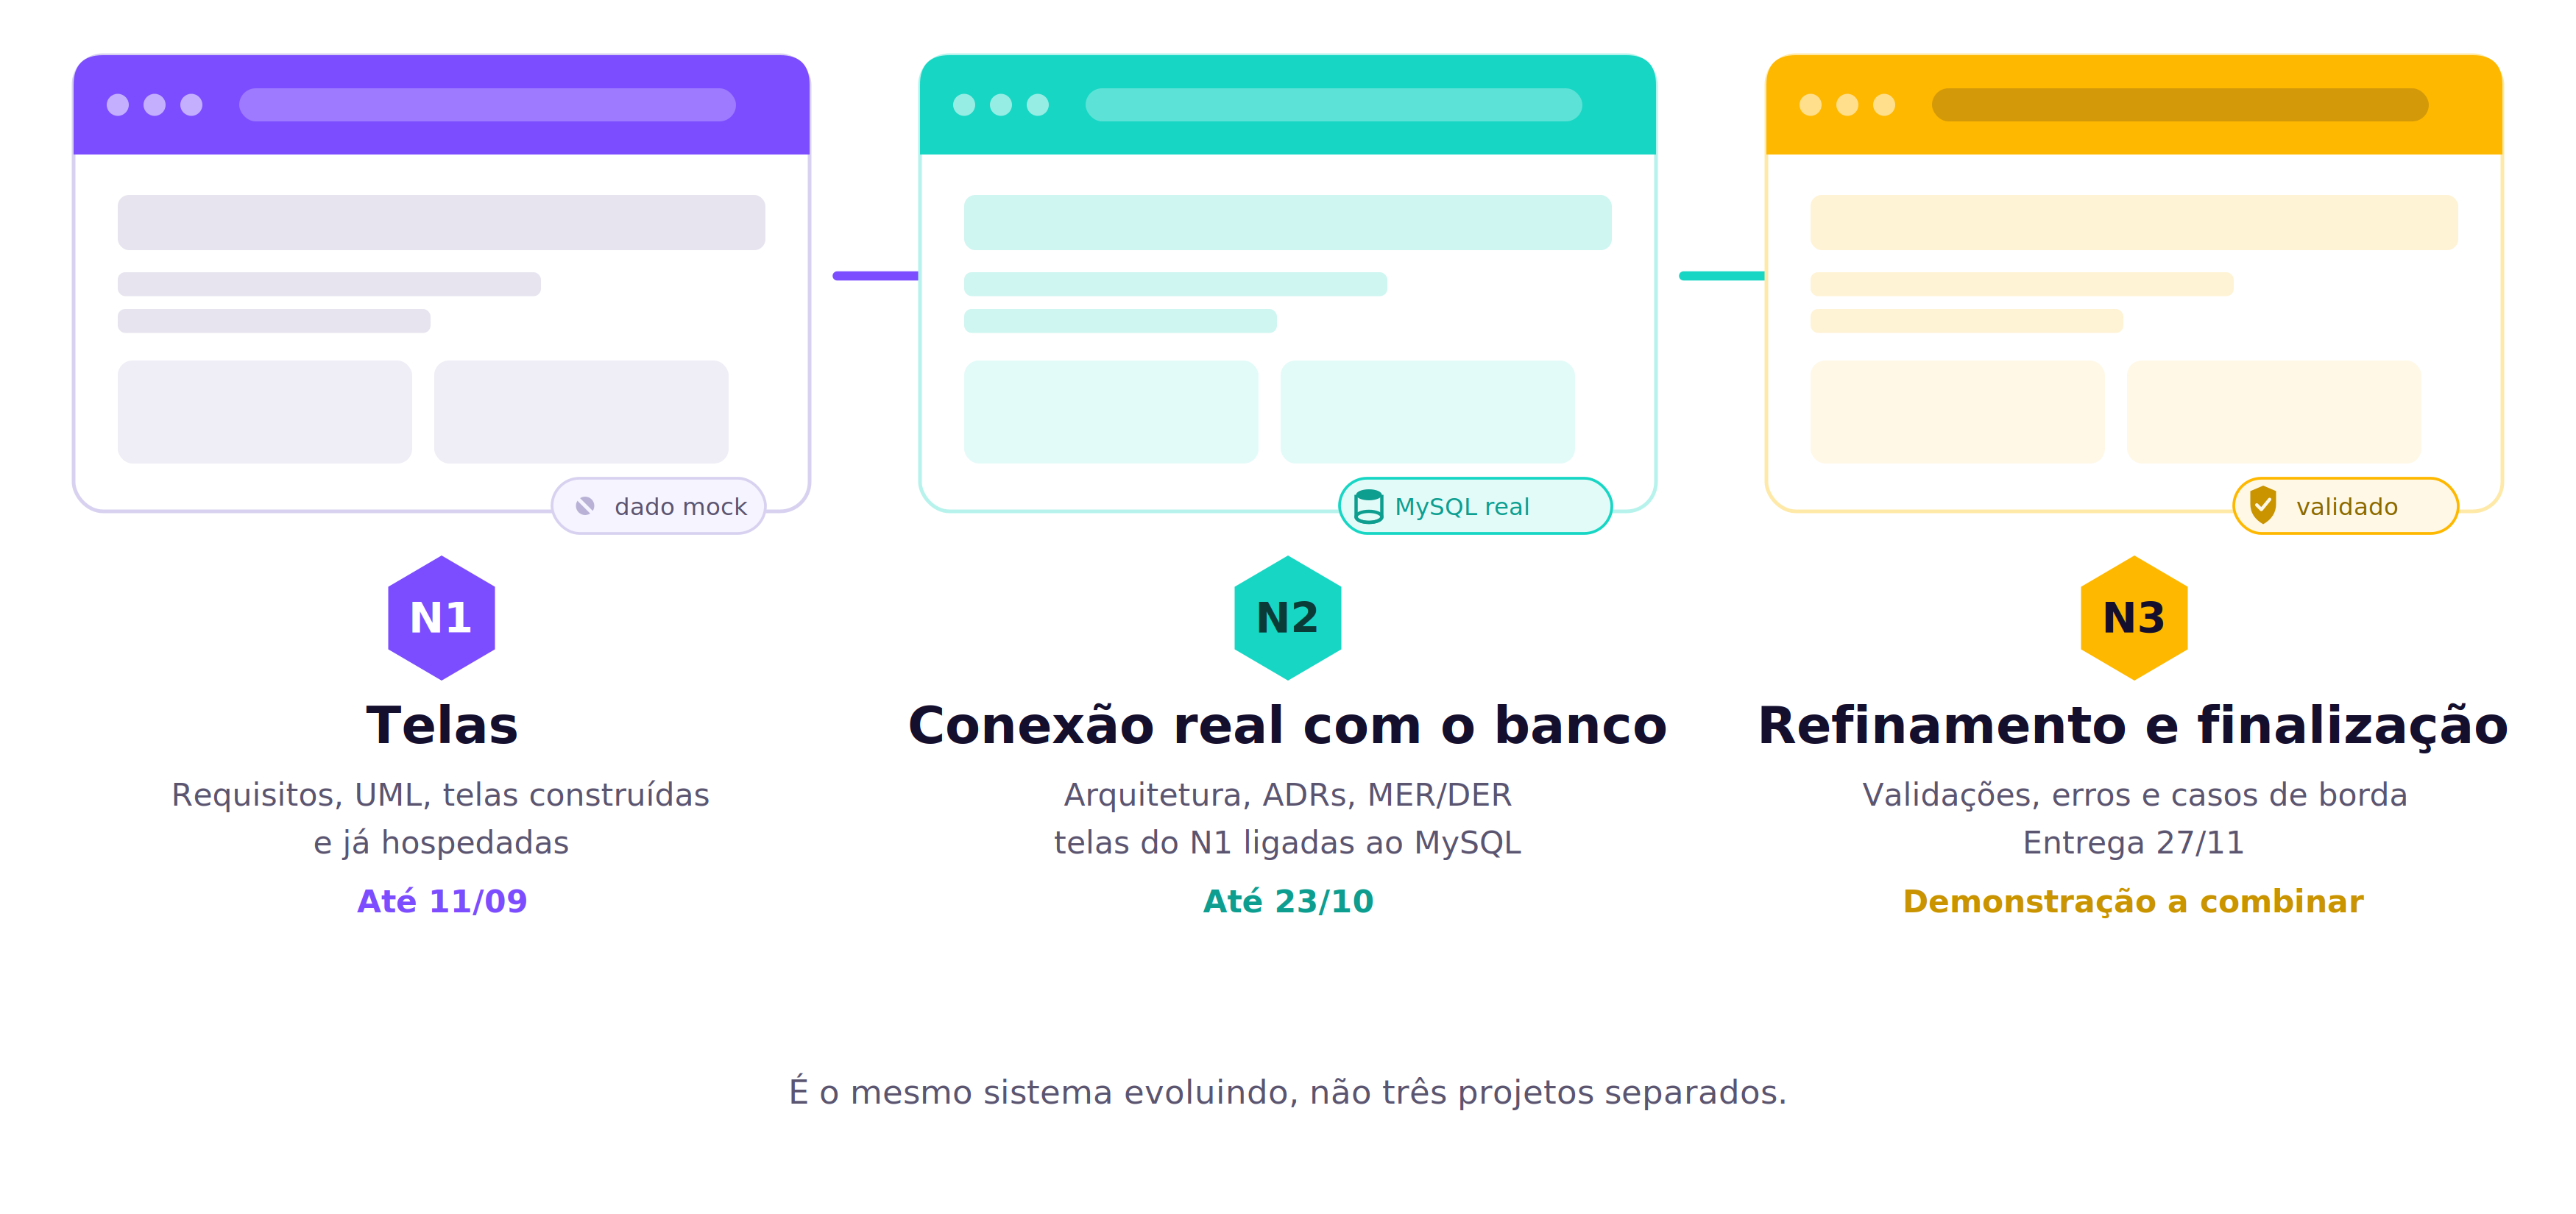 dado mock
MySQL real
validado
N1
N2
N3
Telas
Conexão real com o banco
Refinamento e finalização
Requisitos, UML, telas construídas
e já hospedadas
Até 11/09
Arquitetura, ADRs, MER/DER
telas do N1 ligadas ao MySQL
Até 23/10
Validações, erros e casos de borda
Entrega 27/11
Demonstração a combinar
É o mesmo sistema evoluindo, não três projetos separados.